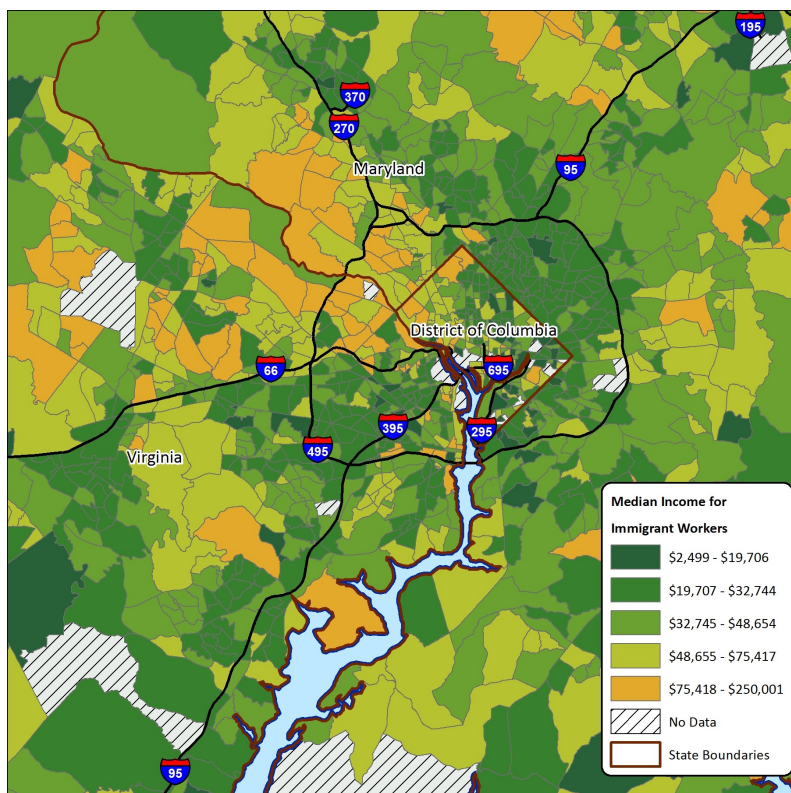 195
370
270
Maryland
95
District of Columbia
66
695
395
295
495
Virginia
95
Median Income for
Immigrant Workers
$2,499 - $19,706
$19,707 - $32,744
$32,745 - $48,654
$48,655 - $75,417
$75,418 - $250,001
No Data
State Boundaries